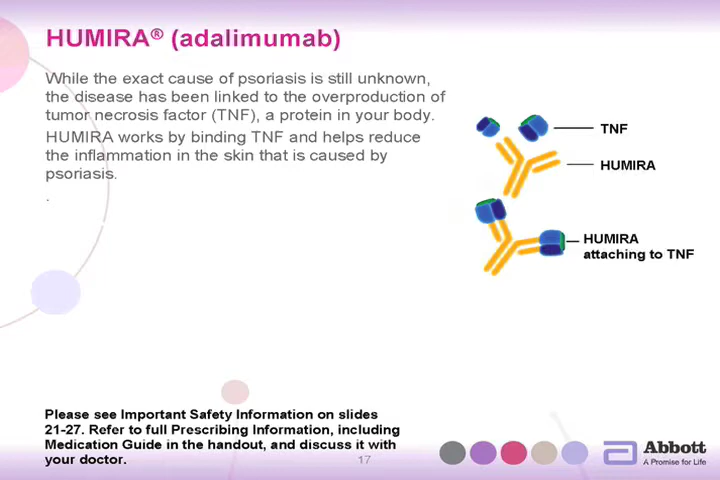 HUMIRA® (adalimumab)
While the exact cause of psoriasis is still unknown,
the disease has been linked to the overproduction of
tumor necrosis factor (TNF), a protein in your body.
HUMIRA works by binding TNF and helps reduce
the inflammation in the skin that is caused by
psoriasis.
.
TNF
HUMIRA
HUMIRA
attaching to TNF
Please see Important Safety Information on slides
21-27. Refer to full Prescribing Information, including
Medication Guide in the handout, and discuss it with
your doctor.
17
Abbott
A Promise for Life